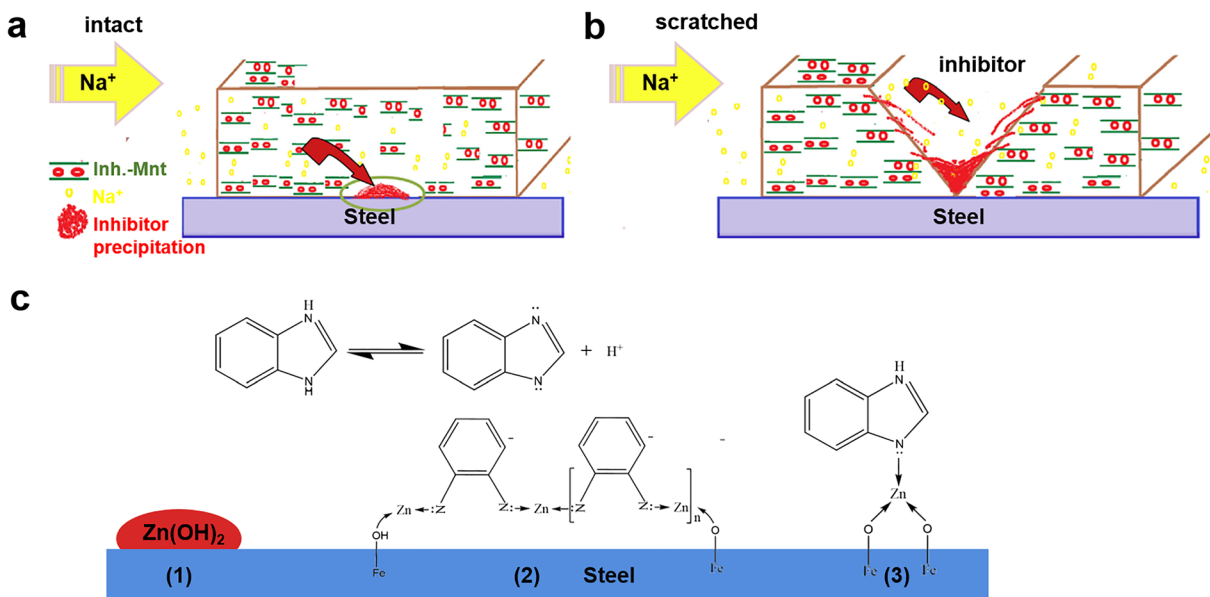 a
intact
Na⁺
Inh.-Mnt
Na⁺
Inhibitor
precipitation
Steel
b
scratched
Na⁺
inhibitor
Steel
c
H
N
N
H
N̈
N̤
+ H⁺
-
-
-
Zn
:N
N:
Zn
:N
N:
Zn
n
OH
Fe
O
Fe
H
N
N̤
Zn
O
O
Fe
Fe
Zn(OH)₂
(1)
(2)
Steel
(3)